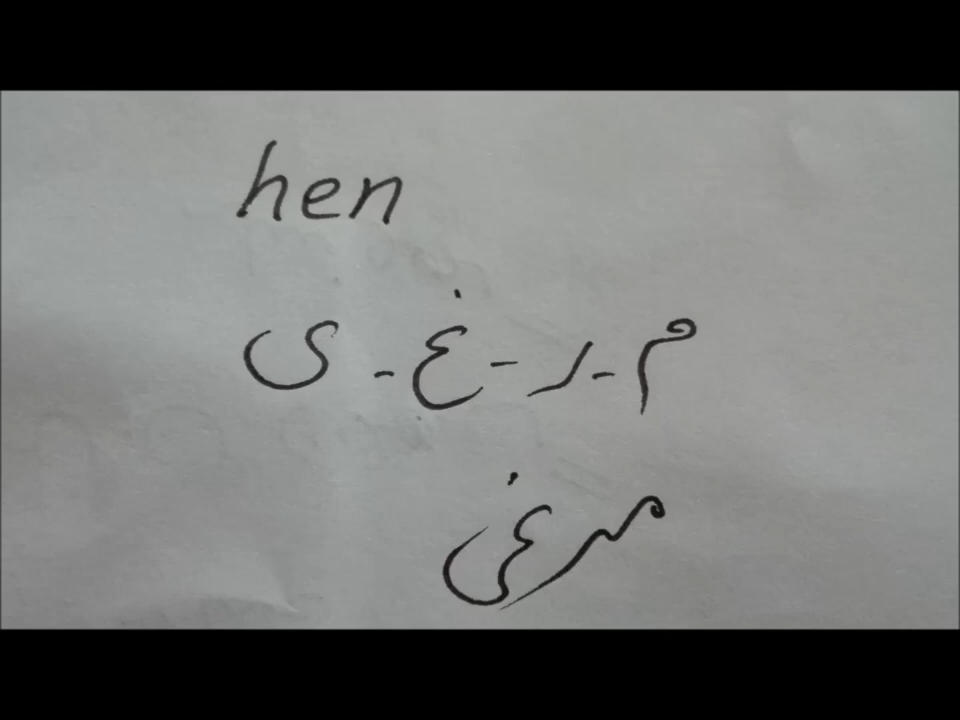 hen
م - ر - غ - ی
مرغی